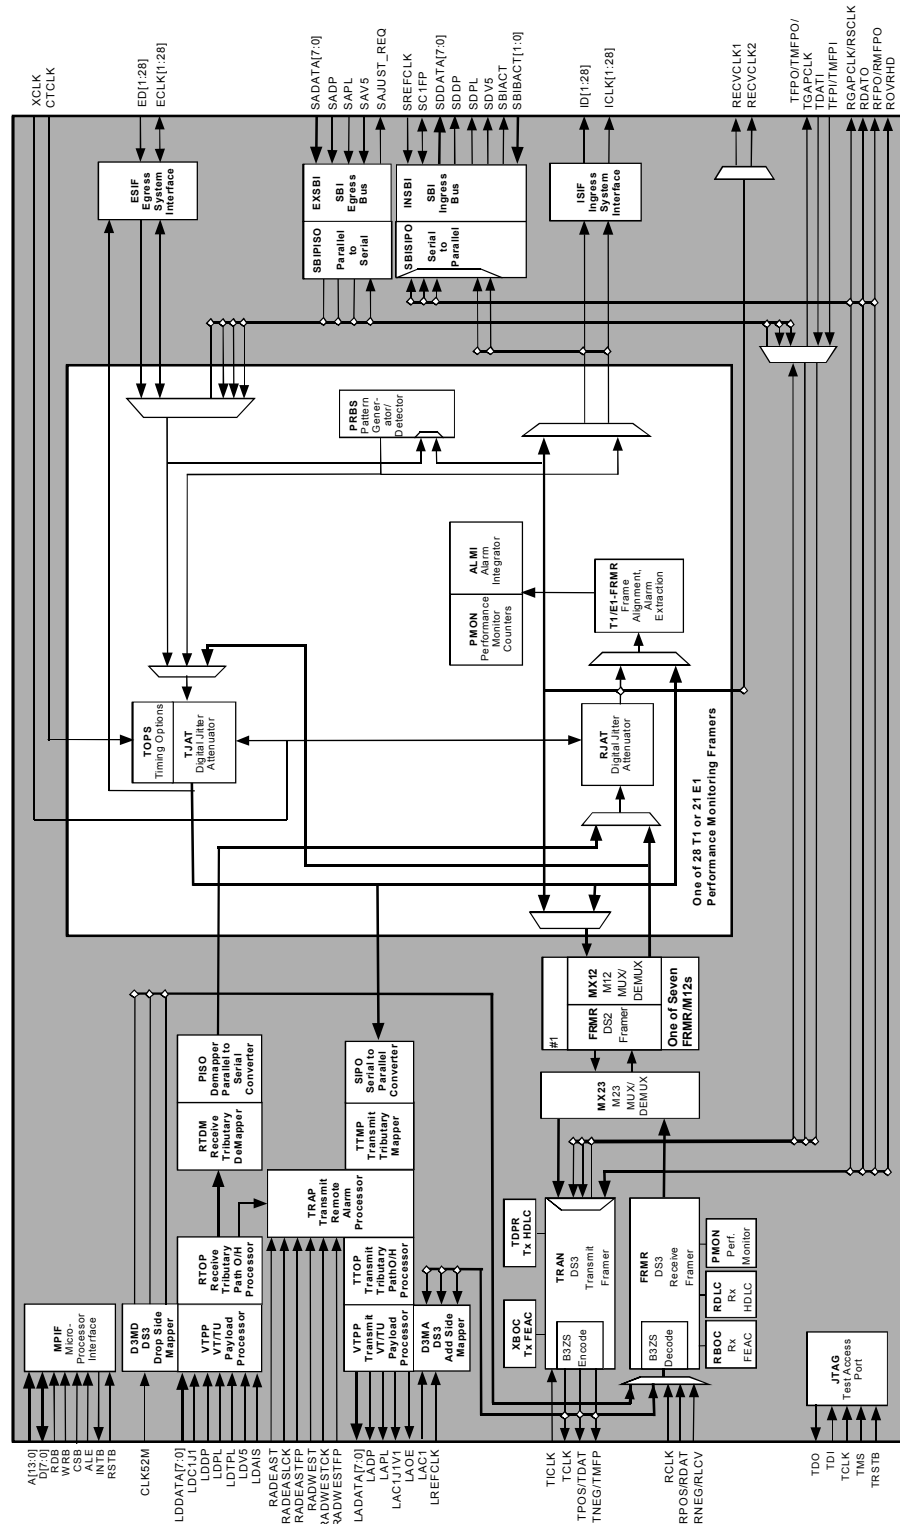 XCLK
CTCLK
ED[1:28]
ECLK[1:28]
SADATA[7:0]
SADP
SAPL
SAV5
SAJUST_REQ
SREFCLK
SC1FP
SDDATA[7:0]
SDDP
SDPL
SDV5
SBIACT
SBIBACT[1:0]
ID[1:28]
ICLK[1:28]
RECVCLK1
RECVCLK2
TFPO/TMFPO/
TGAPCLK
TDATI
TFPI/TMFPI
RGAPCLK/RSCLK
RDATO
RFPO/RMFPO
ROVRHD
ESIF
Egress
System
Interface
EXSBI
SBI
Egress
Bus
SBIPISO
Parallel
to
Serial
INSBI
SBI
Ingress
Bus
SBISIPO
Serial
to
Parallel
ISIF
Ingress
System
Interface
PRBS
Pattern
Gener-
ator/
Detector
ALMI
Alarm
Integrator
PMON
Performance
Monitor
Counters
T1/E1-FRMR
Frame
Alignment,
Alarm
Extraction
TOPS
Timing Options
TJAT
Digital Jitter
Attenuator
RJAT
Digital Jitter
Attenuator
One of 28 T1 or 21 E1
Performance Monitoring Framers
#1
MX12
M12
MUX/
DEMUX
FRMR
DS2
Framer
One of Seven
FRMR/M12s
MX23
M23
MUX/
DEMUX
PISO
Demapper
Parallel to
Serial
Converter
RTDM
Receive
Tributary
DeMapper
SIPO
Serial to
Parallel
Converter
TTMP
Transmit
Tributary
Mapper
TRAP
Transmit
Remote
Alarm
Processor
RTOP
Receive
Tributary
Path O/H
Processor
VTPP
VT/TU
Payload
Processor
TTOP
Transmit
Tributary
PathO/H
Processor
VTPP
Transmit
VT/TU
Payload
Processor
D3MA
DS3
Add Side
Mapper
D3MD
DS3
Drop Side
Mapper
MPIF
Micro-
Processor
Interface
TDPR
Tx HDLC
XBOC
Tx FEAC
TRAN
DS3
Transmit
Framer
B3ZS
Encode
FRMR
DS3
Receive
Framer
B3ZS
Decode
PMON
Perf.
Monitor
RDLC
Rx
HDLC
RBOC
Rx
FEAC
JTAG
Test Access
Port
A[13:0]
D[7:0]
RDB
WRB
CSB
ALE
INTB
RSTB
CLK52M
LDDATA[7:0]
LDC1J1
LDDP
LDPL
LDTPL
LDV5
LDAIS
RADEAST
RADEASLCK
RADEASTFP
RADWEST
RADWESTCK
RADWESTFP
LADATA[7:0]
LADP
LAPL
LAC1J1V1
LAOE
LAC1
LREFCLK
TICLK
TCLK
TPOS/TDAT
TNEG/TMFP
RCLK
RPOS/RDAT
RNEG/RLCV
TDO
TDI
TCLK
TMS
TRSTB